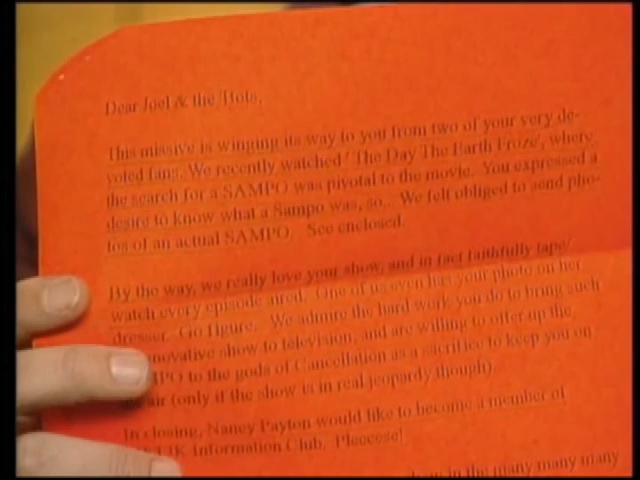 Dear Joel & the 'Bots,
This missive is winging its way to you from two of your very de-
voted fans. We recently watched 'The Day The Earth Froze', where
the search for a SAMPO was pivotal to the movie. You expressed a
desire to know what a Sampo was, so... We felt obliged to send pho-
tos of an actual SAMPO. See enclosed.
By the way, we really love your show, and in fact faithfully tape/
watch every episode aired. One of us even has your photo on her
dresser. Go figure. We admire the hard work you do to bring such
innovative show to television, and are willing to offer up the
MPO to the gods of Cancellation as a sacrifice to keep you on
air (only if the show is in real jeopardy though).
In closing, Nancy Payton would like to become a member of
Information Club. Pleeeese!
in the many many many